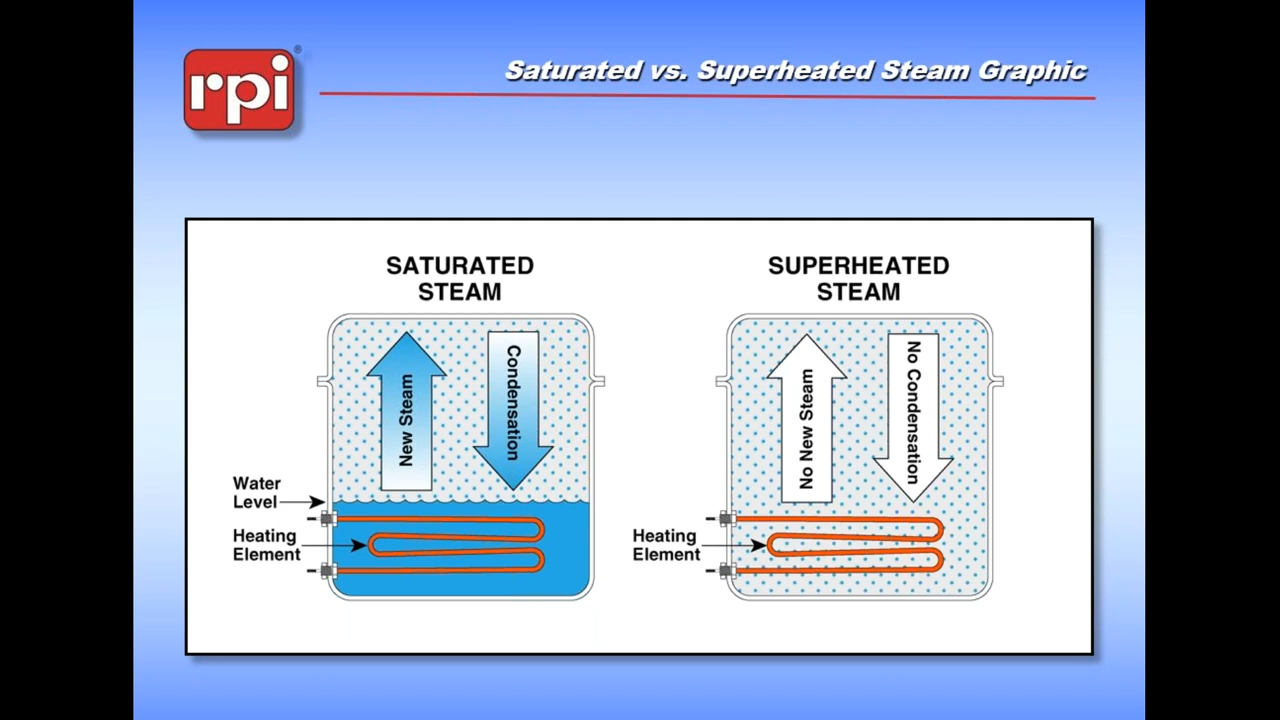 rpi®
Saturated vs. Superheated Steam Graphic
SATURATED
STEAM
New Steam
Condensation
Water
Level
Heating
Element
SUPERHEATED
STEAM
No New Steam
No Condensation
Heating
Element